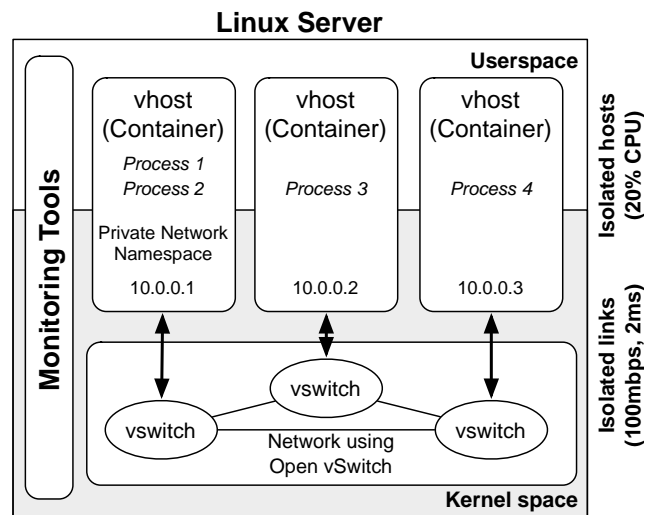 Linux Server
Userspace
Monitoring Tools
vhost
(Container)
Process 1
Process 2
Private Network
Namespace
10.0.0.1
vhost
(Container)
Process 3
10.0.0.2
vhost
(Container)
Process 4
10.0.0.3
Isolated hosts
(20% CPU)
vswitch
vswitch
vswitch
Network using
Open vSwitch
Isolated links
(100mbps, 2ms)
Kernel space